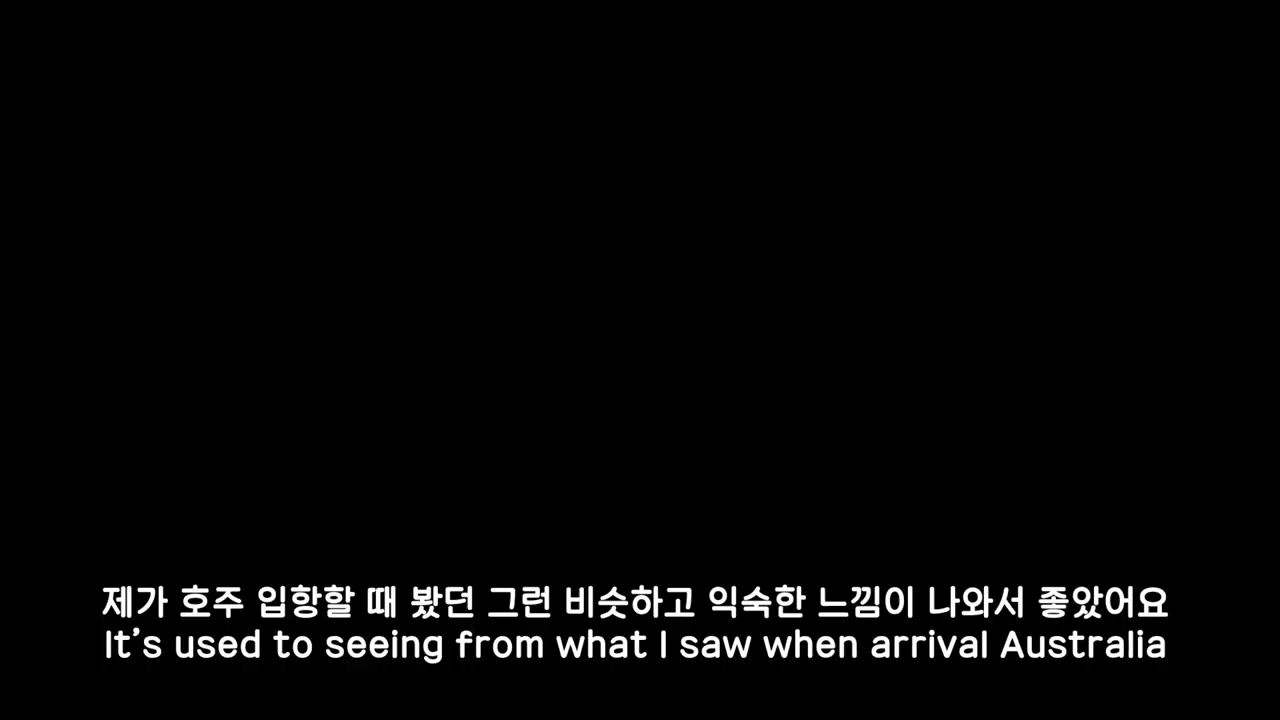 제가 호주 입항할 때 봤던 그런 비슷하고 익숙한 느낌이 나와서 좋았어요
It's used to seeing from what I saw when arrival Australia